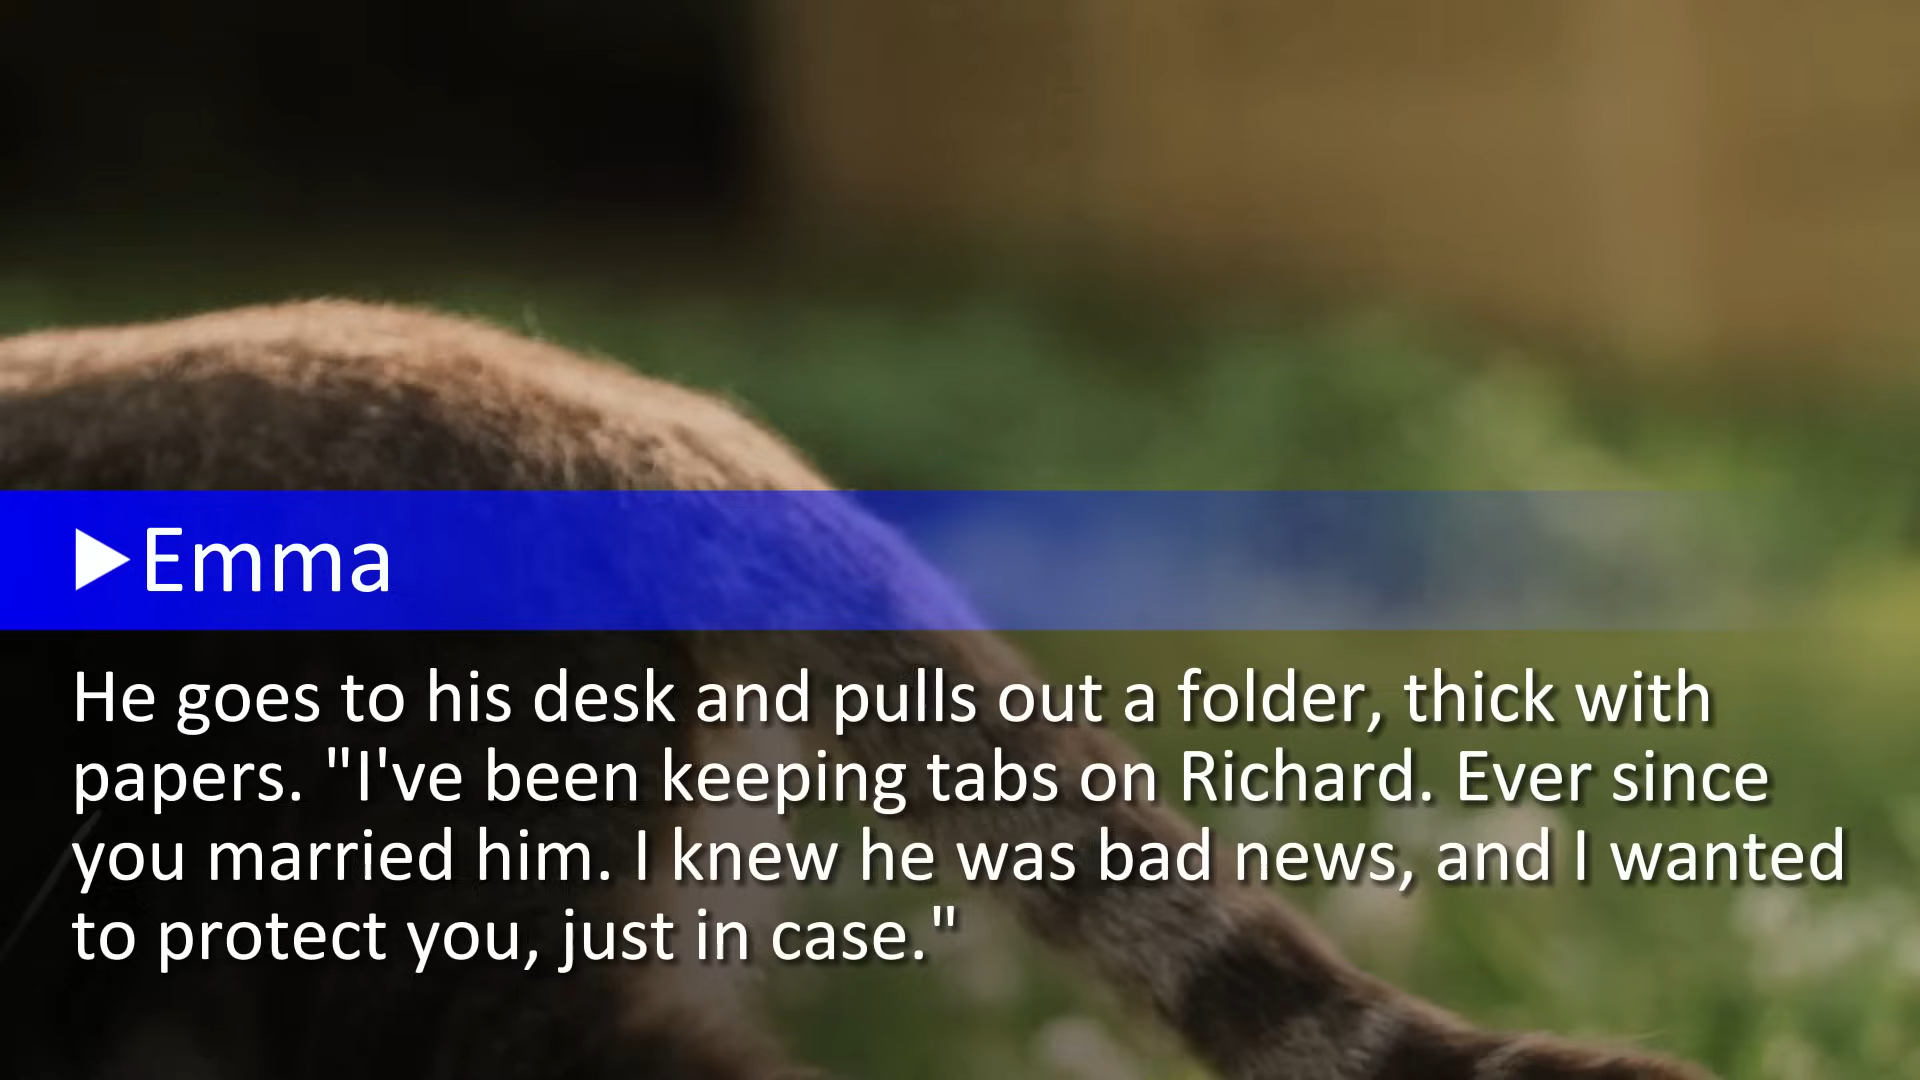 ▶Emma
He goes to his desk and pulls out a folder, thick with
papers. "I've been keeping tabs on Richard. Ever since
you married him. I knew he was bad news, and I wanted
to protect you, just in case."